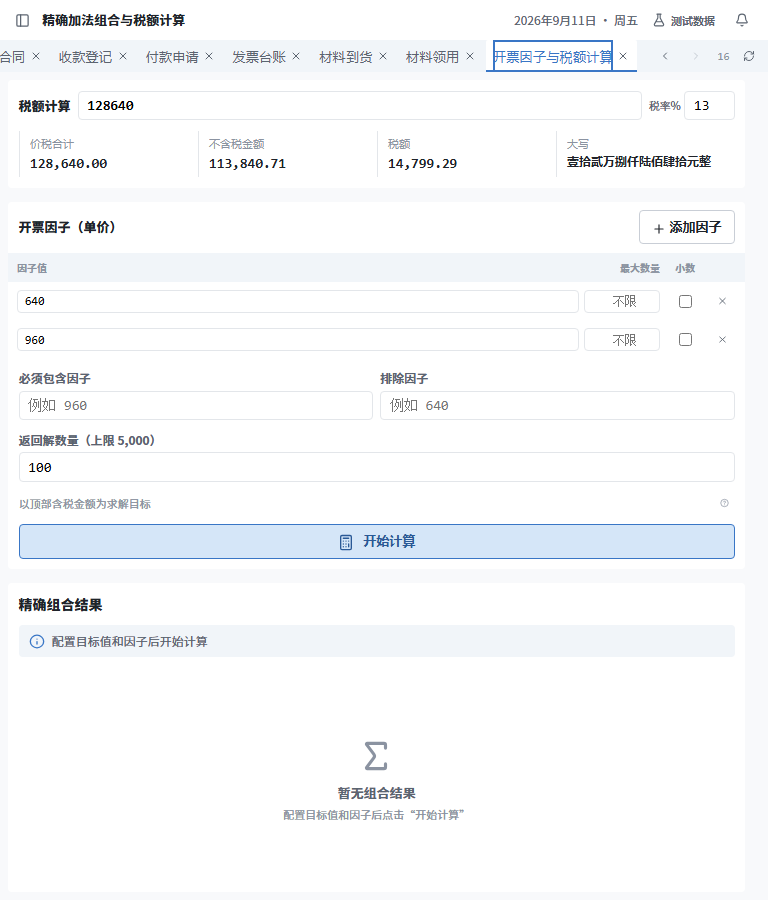 精确加法组合与税额计算
2026年9月11日 · 周五
测试数据
合同 × 收款登记 × 付款申请 × 发票台账 × 材料到货 × 材料领用 × 开票因子与税额计算 × 16
税额计算 128640 税率% 13
价税合计 不含税金额 税额 大写
128,640.00 113,840.71 14,799.29 壹拾贰万捌仟陆佰肆拾元整
开票因子（单价）
+ 添加因子
因子值 最大数量 小数
640 不限 ×
960 不限 ×
必须包含因子 排除因子
例如 960 例如 640
返回解数量（上限 5,000）
100
以顶部含税金额为求解目标
开始计算
精确组合结果
配置目标值和因子后开始计算
暂无组合结果
配置目标值和因子后点击“开始计算”